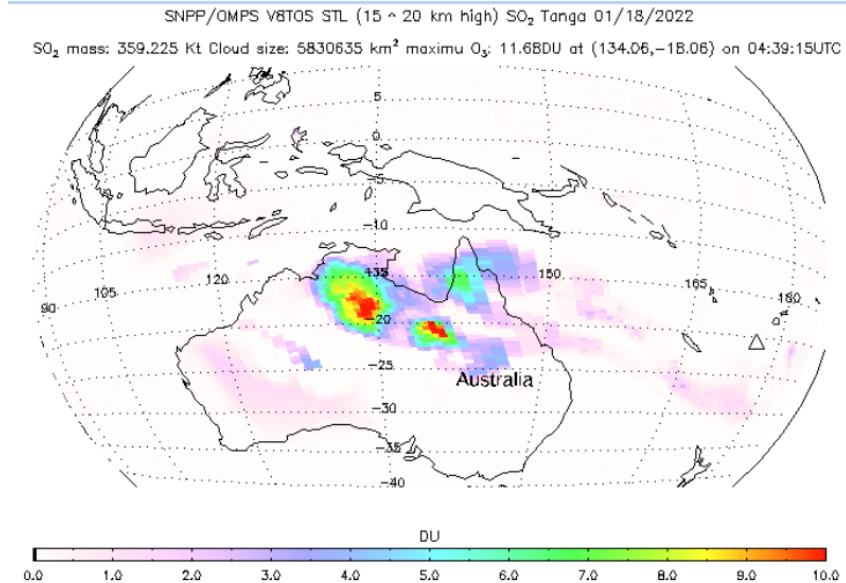 SNPP/OMPS V8TOS STL (15 ^ 20 km high) SO₂ Tanga 01/18/2022
SO₂ mass: 359.225 Kt Cloud size: 5830635 km² maximu O₃: 11.68DU at (134.06,-18.06) on 04:39:15UTC
5
0
-5
-10
90 105 120 135 150 165 180
-20
-25
Australia
-30
-35
-40
DU
0.0 1.0 2.0 3.0 4.0 5.0 6.0 7.0 8.0 9.0 10.0